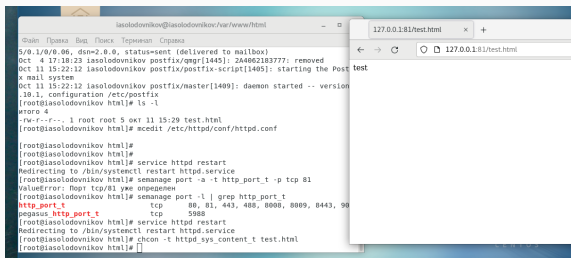 iasolodovnikov@iasolodovnikov:/var/www/html
Файл Правка Вид Поиск Терминал Справка
5/0.1/0/0.06, dsn=2.0.0, status=sent (delivered to mailbox)
Oct 4 17:18:23 iasolodovnikov postfix/qmgr[1445]: 2A4062183777: removed
Oct 11 15:22:12 iasolodovnikov postfix/postfix-script[1405]: starting the Post
x mail system
Oct 11 15:22:12 iasolodovnikov postfix/master[1409]: daemon started -- version
.10.1, configuration /etc/postfix
[root@iasolodovnikov html]# ls -l
итого 4
-rw-r--r--. 1 root root 5 окт 11 15:29 test.html
[root@iasolodovnikov html]# mcedit /etc/httpd/conf/httpd.conf
[root@iasolodovnikov html]#
[root@iasolodovnikov html]#
[root@iasolodovnikov html]# service httpd restart
Redirecting to /bin/systemctl restart httpd.service
[root@iasolodovnikov html]# semanage port -a -t http_port_t -p tcp 81
ValueError: Порт tcp/81 уже определен
[root@iasolodovnikov html]# semanage port -l | grep http_port_t
http_port_t tcp 80, 81, 443, 488, 8008, 8009, 8443, 90
pegasus_http_port_t tcp 5988
[root@iasolodovnikov html]# service httpd restart
Redirecting to /bin/systemctl restart httpd.service
[root@iasolodovnikov html]# chcon -t httpd_sys_content_t test.html
[root@iasolodovnikov html]#
127.0.0.1:81/test.html
127.0.0.1:81/test.html
test
CENTOS